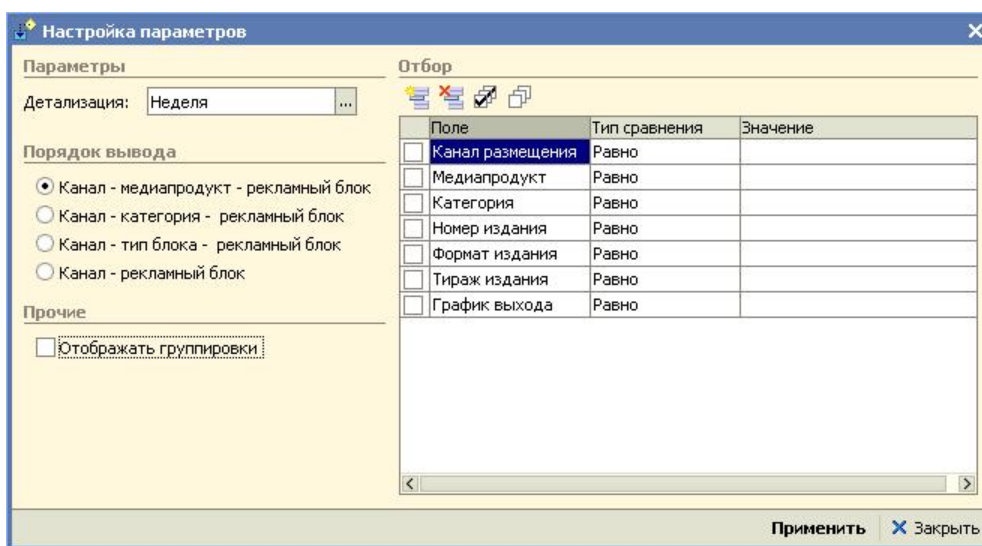 Настройка параметров
Параметры
Детализация: Неделя ...
Порядок вывода
Канал - медиапродукт - рекламный блок
Канал - категория - рекламный блок
Канал - тип блока - рекламный блок
Канал - рекламный блок
Прочие
Отображать группировки
Отбор
Поле Тип сравнения Значение
Канал размещения Равно
Медиапродукт Равно
Категория Равно
Номер издания Равно
Формат издания Равно
Тираж издания Равно
График выхода Равно
Применить Закрыть